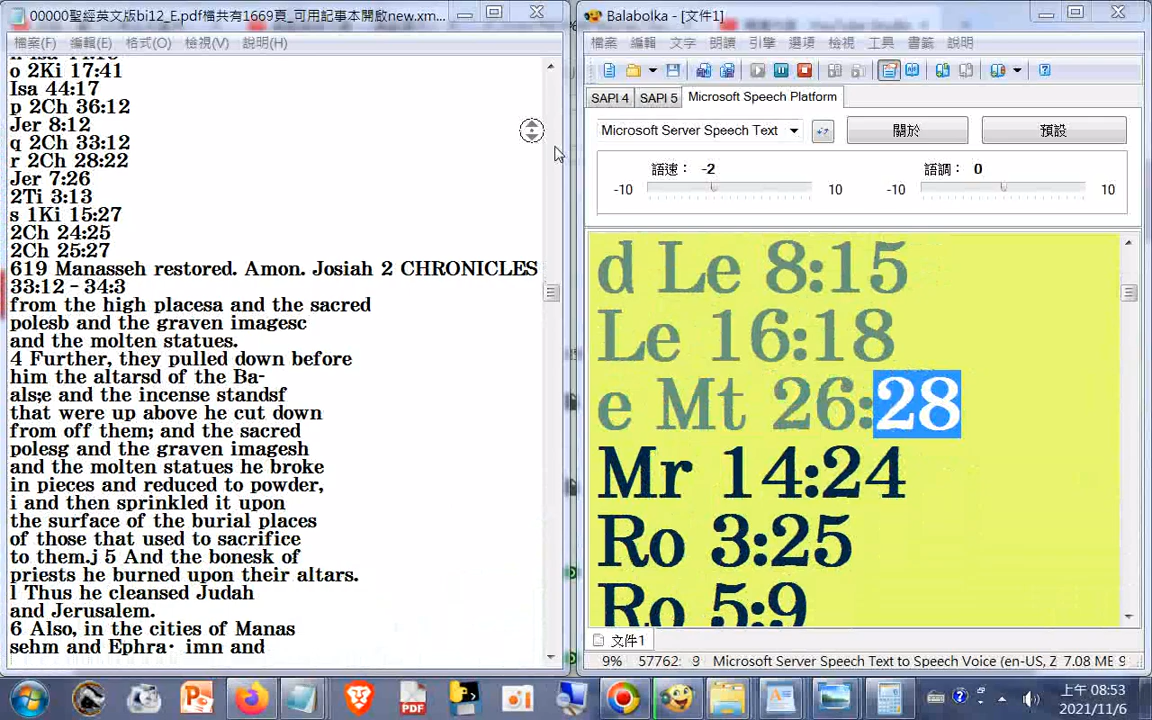 00000聖經英文版bi12_E.pdf檔共有1669頁_可用記事本開啟new.xm...
檔案(F) 編輯(E) 格式(O) 檢視(V) 說明(H)
o 2Ki 17:41
Isa 44:17
p 2Ch 36:12
Jer 8:12
q 2Ch 33:12
r 2Ch 28:22
Jer 7:26
2Ti 3:13
s 1Ki 15:27
2Ch 24:25
2Ch 25:27
619 Manasseh restored. Amon. Josiah 2 CHRONICLES
33:12–34:3
from the high placesa and the sacred
polesb and the graven imagesc
and the molten statues.
4 Further, they pulled down before
him the altarsd of the Ba-
als;e and the incense standsf
that were up above he cut down
from off them; and the sacred
polesg and the graven imagesh
and the molten statues he broke
in pieces and reduced to powder,
i and then sprinkled it upon
the surface of the burial places
of those that used to sacrifice
to them.j 5 And the bonesk of
priests he burned upon their altars.
l Thus he cleansed Judah
and Jerusalem.
6 Also, in the cities of Manas
sehm and Ephra· imn and
Balabolka - [文件1]
檔案 編輯 文字 朗讀 引擎 選項 檢視 工具 書籤 說明
SAPI 4 SAPI 5 Microsoft Speech Platform
Microsoft Server Speech Text 關於 預設
語速： -2 語調： 0
-10 10 -10 10
d Le 8:15
Le 16:18
e Mt 26:28
Mr 14:24
Ro 3:25
Ro 5:9
文件1
9% 57762: 9 Microsoft Server Speech Text to Speech Voice (en-US, Z 7.08 MB 9
PDF
上午 08:53
2021/11/6